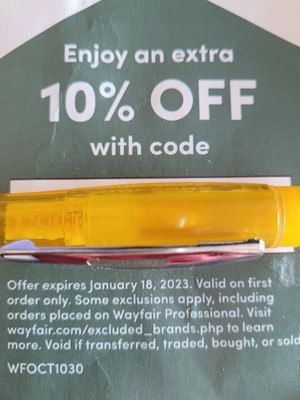 Enjoy an extra
10% OFF
with code
Offer expires January 18, 2023. Valid on first
order only. Some exclusions apply, including
orders placed on Wayfair Professional. Visit
wayfair.com/excluded_brands.php to learn
more. Void if transferred, traded, bought, or sold
WFOCT1030